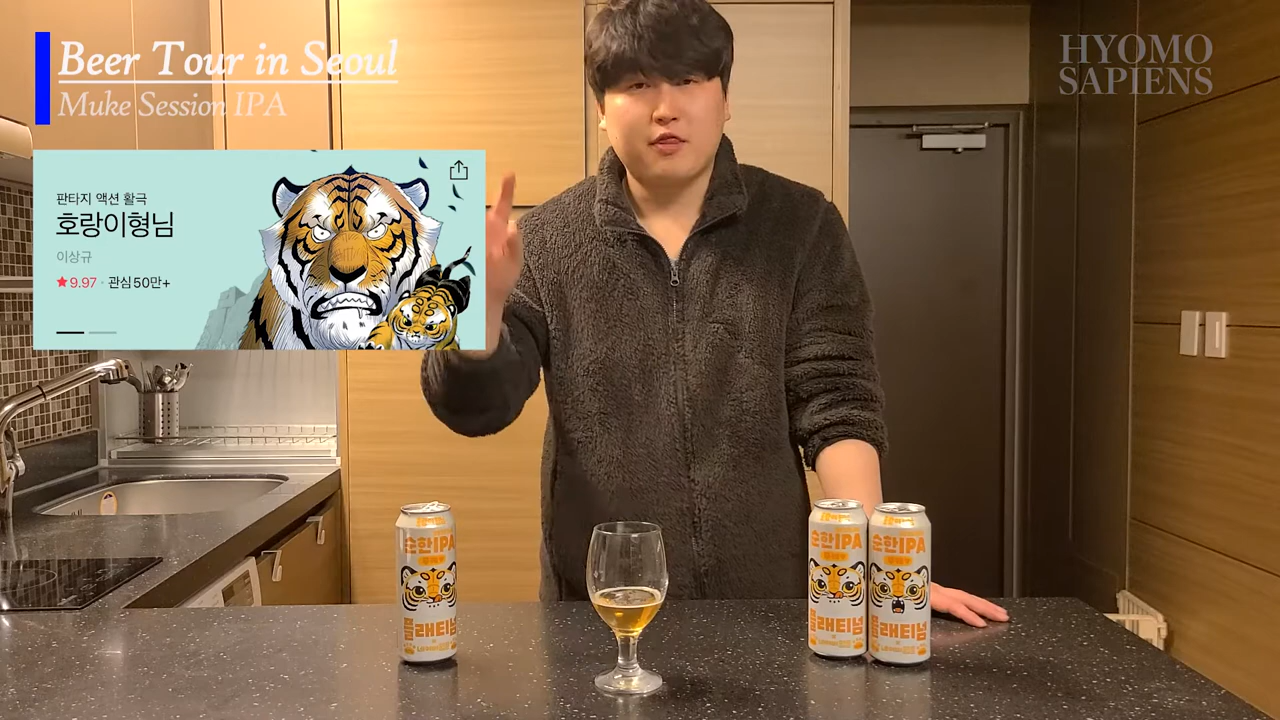 Beer Tour in Seoul
Muke Session IPA
HYOMO
SAPIENS
판타지 액션 활극
호랑이형님
이상규
★9.97 · 관심 50만+
순한IPA
플래티넘
순한IPA
플래티넘
순한IPA
플래티넘